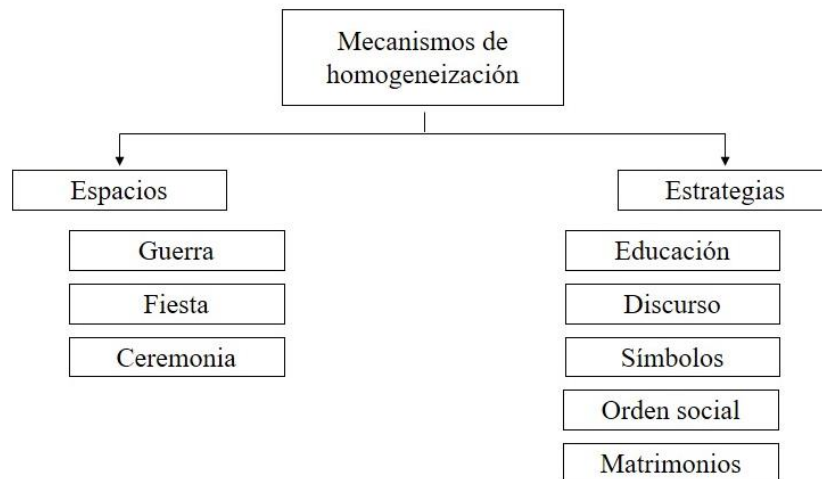 Mecanismos de
homogeneización
Espacios
Guerra
Fiesta
Ceremonia
Estrategias
Educación
Discurso
Símbolos
Orden social
Matrimonios